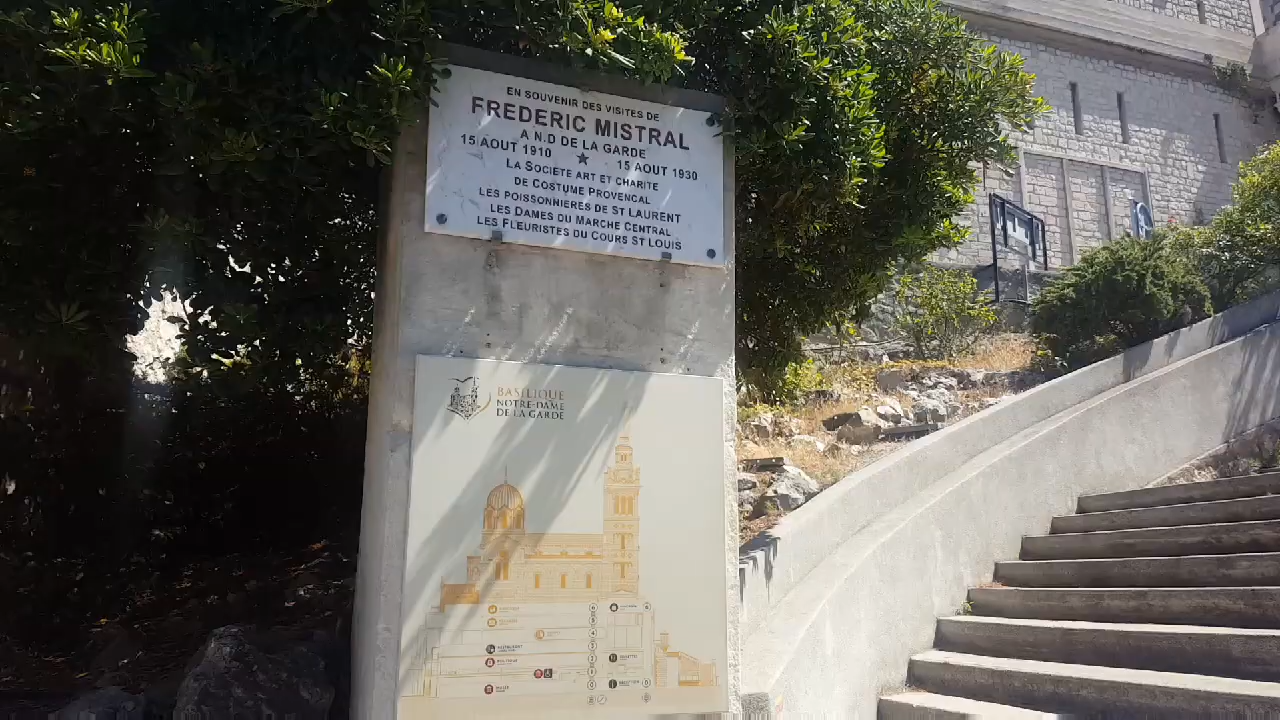 EN SOUVENIR DES VISITES DE
FREDERIC MISTRAL
A N.D DE LA GARDE
15 AOUT 1910 ★ 15 AOUT 1930
LA SOCIETE ART ET CHARITE
DE COSTUME PROVENCAL
LES POISSONNIERES DE ST LAURENT
LES DAMES DU MARCHE CENTRAL
LES FLEURISTES DU COURS ST LOUIS
BASILIQUE
NOTRE-DAME
DE LA GARDE